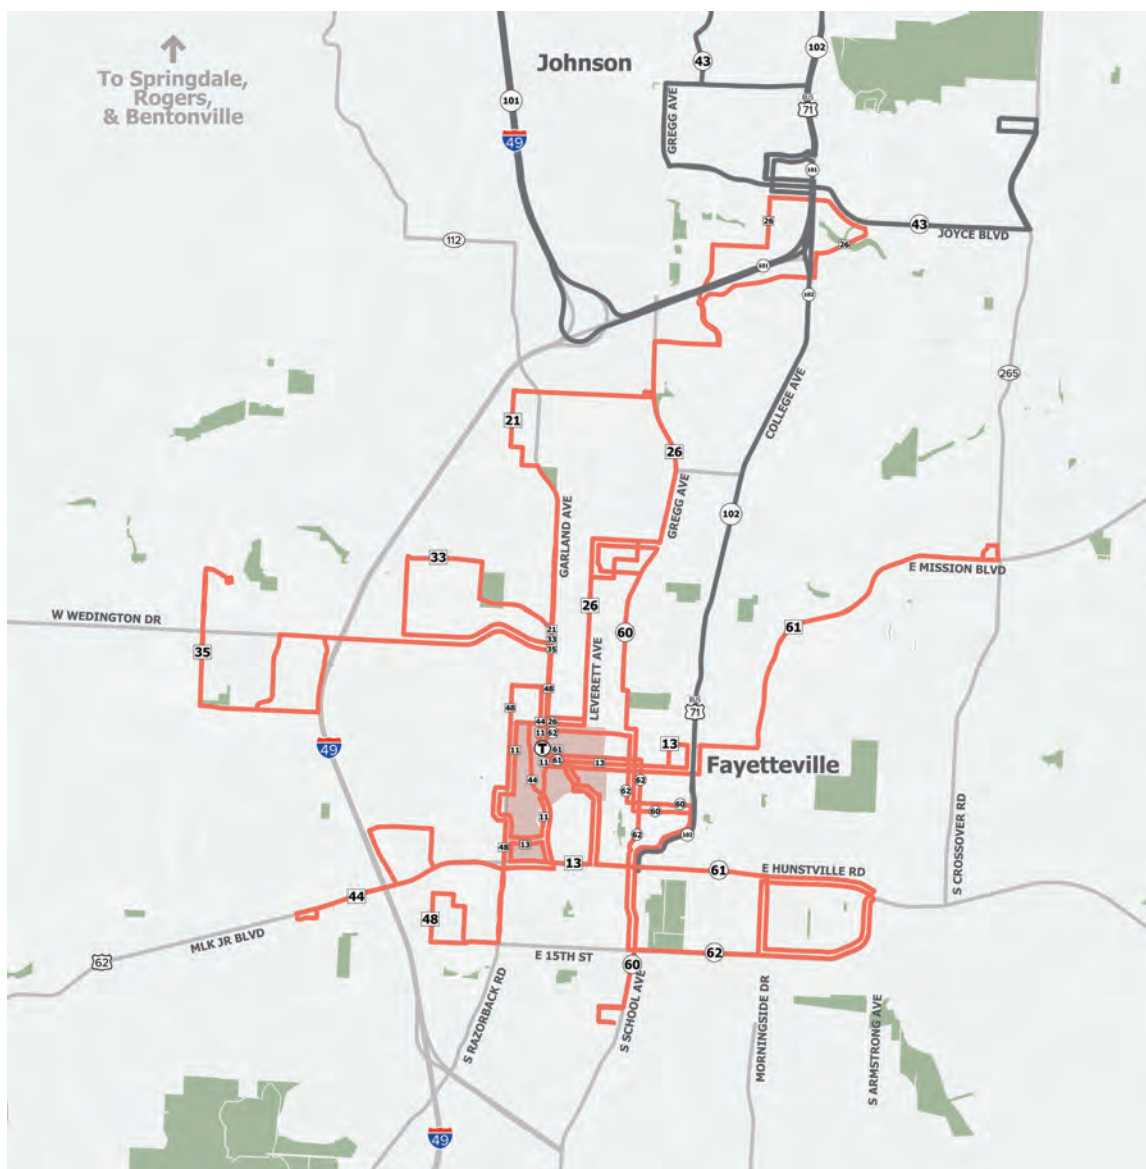 102
Johnson
43
To Springdale,
Rogers,
& Bentonville
101
BUS
71
GREGG AVE
49
101
26
43
JOYCE BLVD
112
26
101
102
265
COLLEGE AVE
21
26
GREGG AVE
102
GARLAND AVE
33
E MISSION BLVD
26
W WEDINGTON DR
21
33
35
60
61
35
LEVERETT AVE
48
48
BUS
71
44 26
11 62
49
11
T
61
13
Fayetteville
11 61
13
44
62
62
60
60
S CROSSOVER RD
11
62
102
48
13
13
61
E HUNSTVILLE RD
44
48
MLK JR BLVD
62
E 15TH ST
62
60
S RAZORBACK RD
S SCHOOL AVE
MORNINGSIDE DR
S ARMSTRONG AVE
49